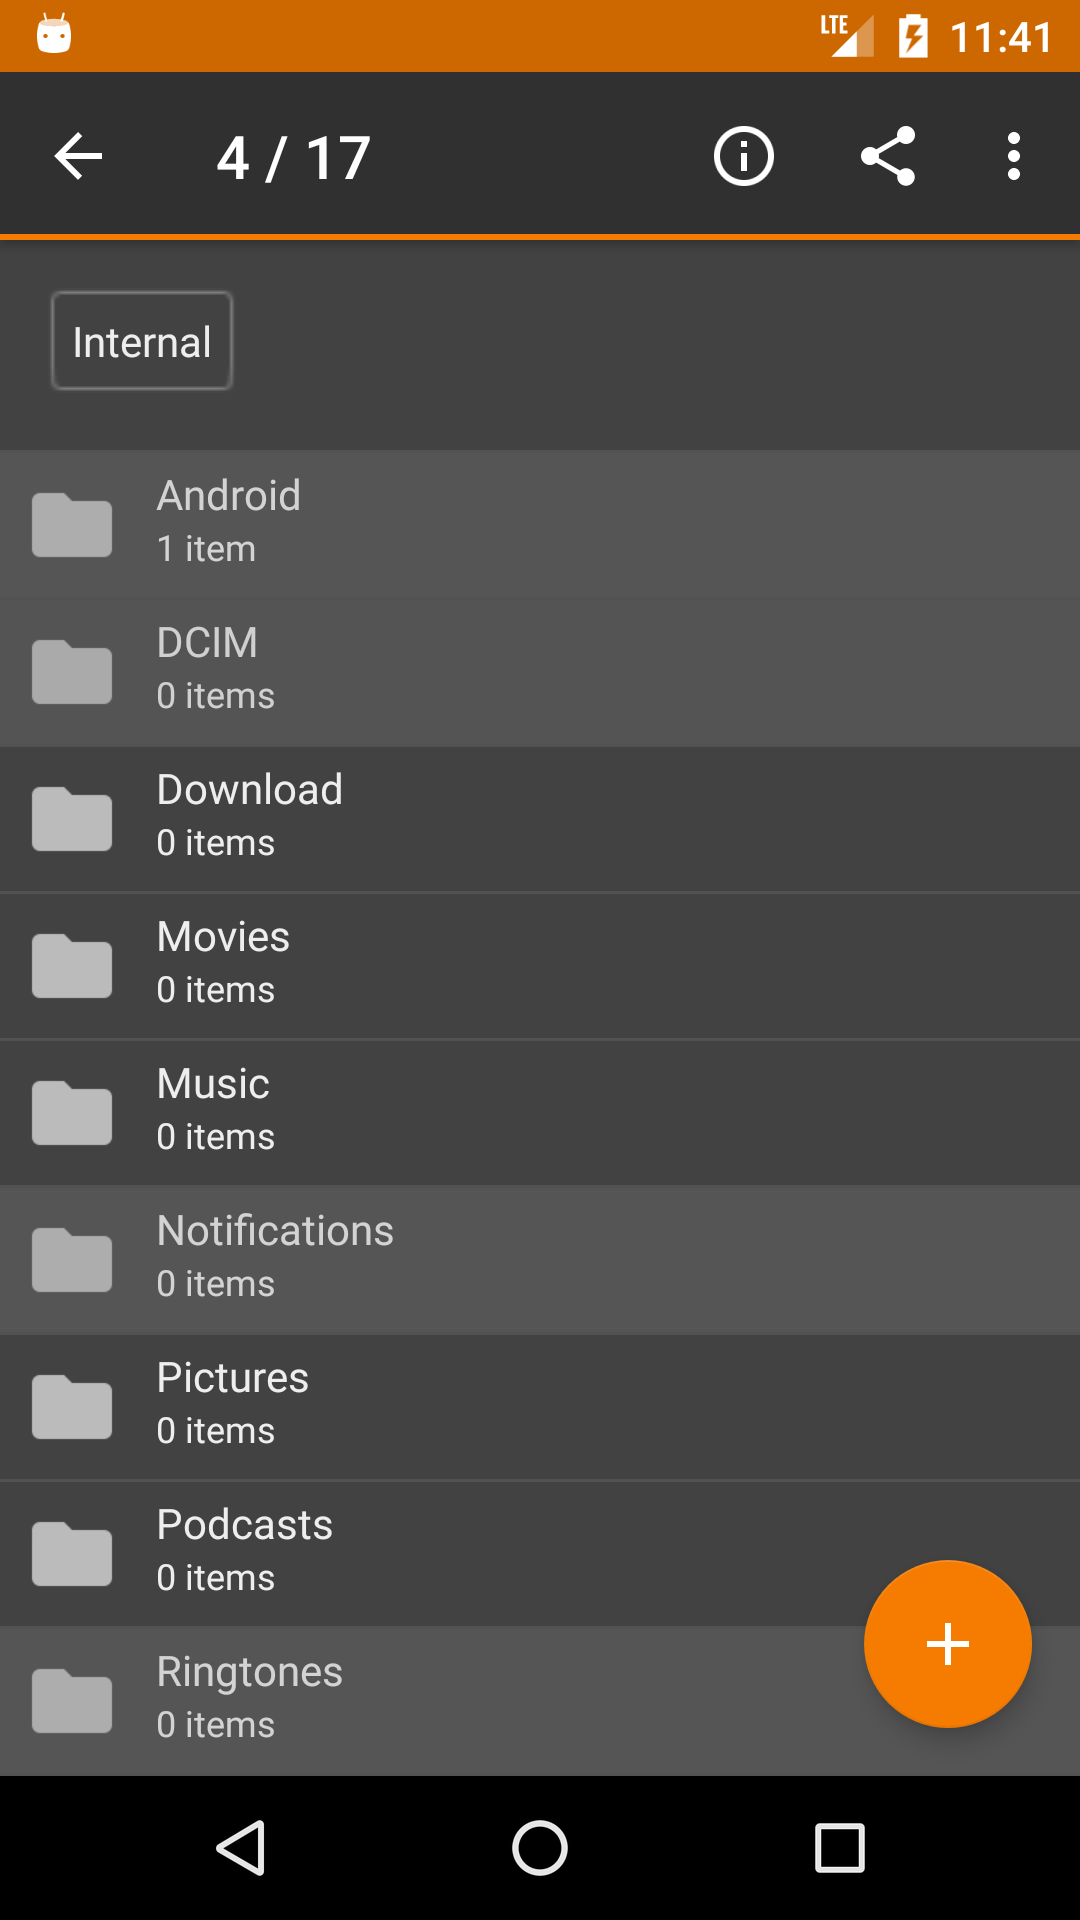 LTE 11:41
4 / 17
Internal
Android
1 item
DCIM
0 items
Download
0 items
Movies
0 items
Music
0 items
Notifications
0 items
Pictures
0 items
Podcasts
0 items
Ringtones
0 items